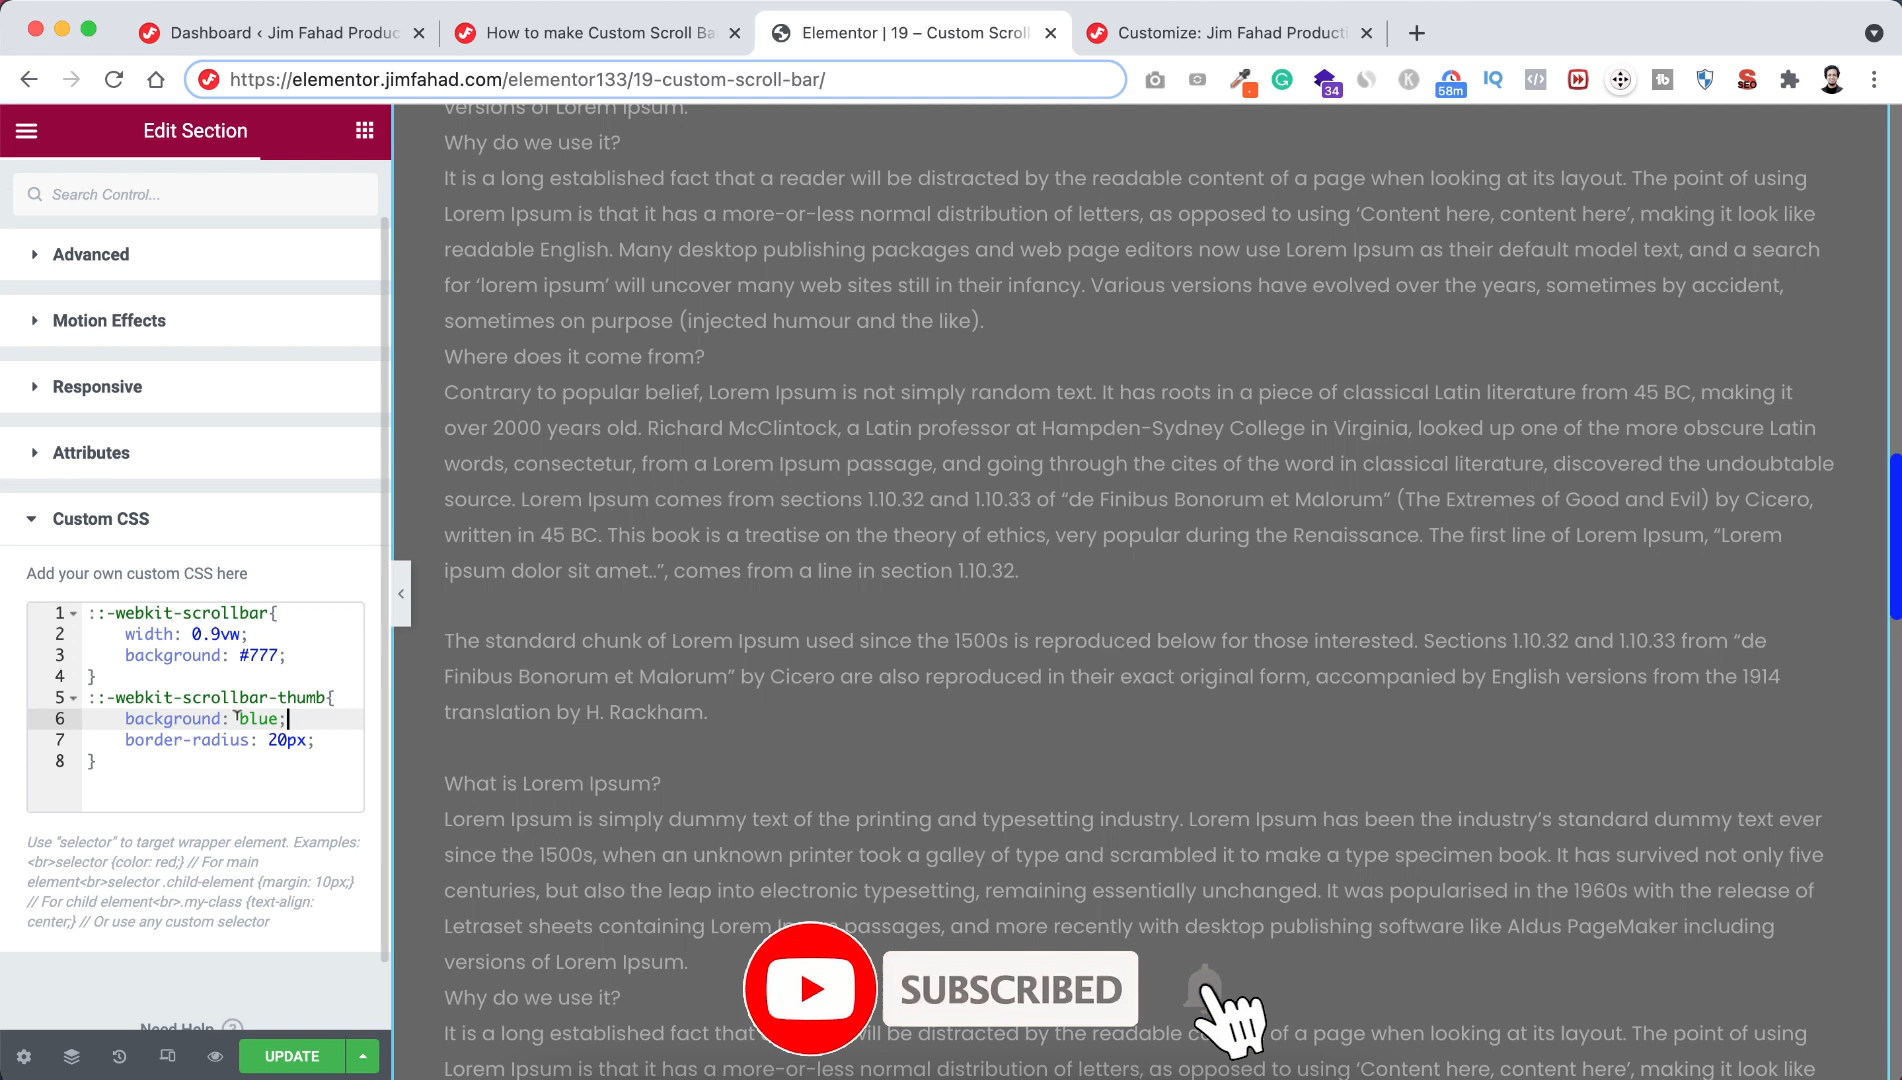 Dashboard ‹ Jim Fahad Produc
How to make Custom Scroll Ba
Elementor | 19 – Custom Scroll
Customize: Jim Fahad Producti
https://elementor.jimfahad.com/elementor133/19-custom-scroll-bar/
34
58m
IQ
SEO
Edit Section
Search Control...
Advanced
Motion Effects
Responsive
Attributes
Custom CSS
Add your own custom CSS here
1 ::-webkit-scrollbar{
2 width: 0.9vw;
3 background: #777;
4 }
5 ::-webkit-scrollbar-thumb{
6 background: blue;
7 border-radius: 20px;
8 }
Use "selector" to target wrapper element. Examples:
<br>selector {color: red;} // For main
element<br>selector .child-element {margin: 10px;}
// For child element<br>.my-class {text-align:
center;} // Or use any custom selector
Need Help ?
UPDATE
versions of Lorem Ipsum.
Why do we use it?
It is a long established fact that a reader will be distracted by the readable content of a page when looking at its layout. The point of using
Lorem Ipsum is that it has a more-or-less normal distribution of letters, as opposed to using ‘Content here, content here’, making it look like
readable English. Many desktop publishing packages and web page editors now use Lorem Ipsum as their default model text, and a search
for ‘lorem ipsum’ will uncover many web sites still in their infancy. Various versions have evolved over the years, sometimes by accident,
sometimes on purpose (injected humour and the like).
Where does it come from?
Contrary to popular belief, Lorem Ipsum is not simply random text. It has roots in a piece of classical Latin literature from 45 BC, making it
over 2000 years old. Richard McClintock, a Latin professor at Hampden-Sydney College in Virginia, looked up one of the more obscure Latin
words, consectetur, from a Lorem Ipsum passage, and going through the cites of the word in classical literature, discovered the undoubtable
source. Lorem Ipsum comes from sections 1.10.32 and 1.10.33 of “de Finibus Bonorum et Malorum” (The Extremes of Good and Evil) by Cicero,
written in 45 BC. This book is a treatise on the theory of ethics, very popular during the Renaissance. The first line of Lorem Ipsum, “Lorem
ipsum dolor sit amet..”, comes from a line in section 1.10.32.
The standard chunk of Lorem Ipsum used since the 1500s is reproduced below for those interested. Sections 1.10.32 and 1.10.33 from “de
Finibus Bonorum et Malorum” by Cicero are also reproduced in their exact original form, accompanied by English versions from the 1914
translation by H. Rackham.
What is Lorem Ipsum?
Lorem Ipsum is simply dummy text of the printing and typesetting industry. Lorem Ipsum has been the industry’s standard dummy text ever
since the 1500s, when an unknown printer took a galley of type and scrambled it to make a type specimen book. It has survived not only five
centuries, but also the leap into electronic typesetting, remaining essentially unchanged. It was popularised in the 1960s with the release of
Letraset sheets containing Lorem passages, and more recently with desktop publishing software like Aldus PageMaker including
versions of Lorem Ipsum.
Why do we use it?
It is a long established fact that will be distracted by the readable of a page when looking at its layout. The point of using
Lorem Ipsum is that it has a more-or-less normal distribution of letters, as opposed to using ‘Content here, content here’, making it look like
SUBSCRIBED